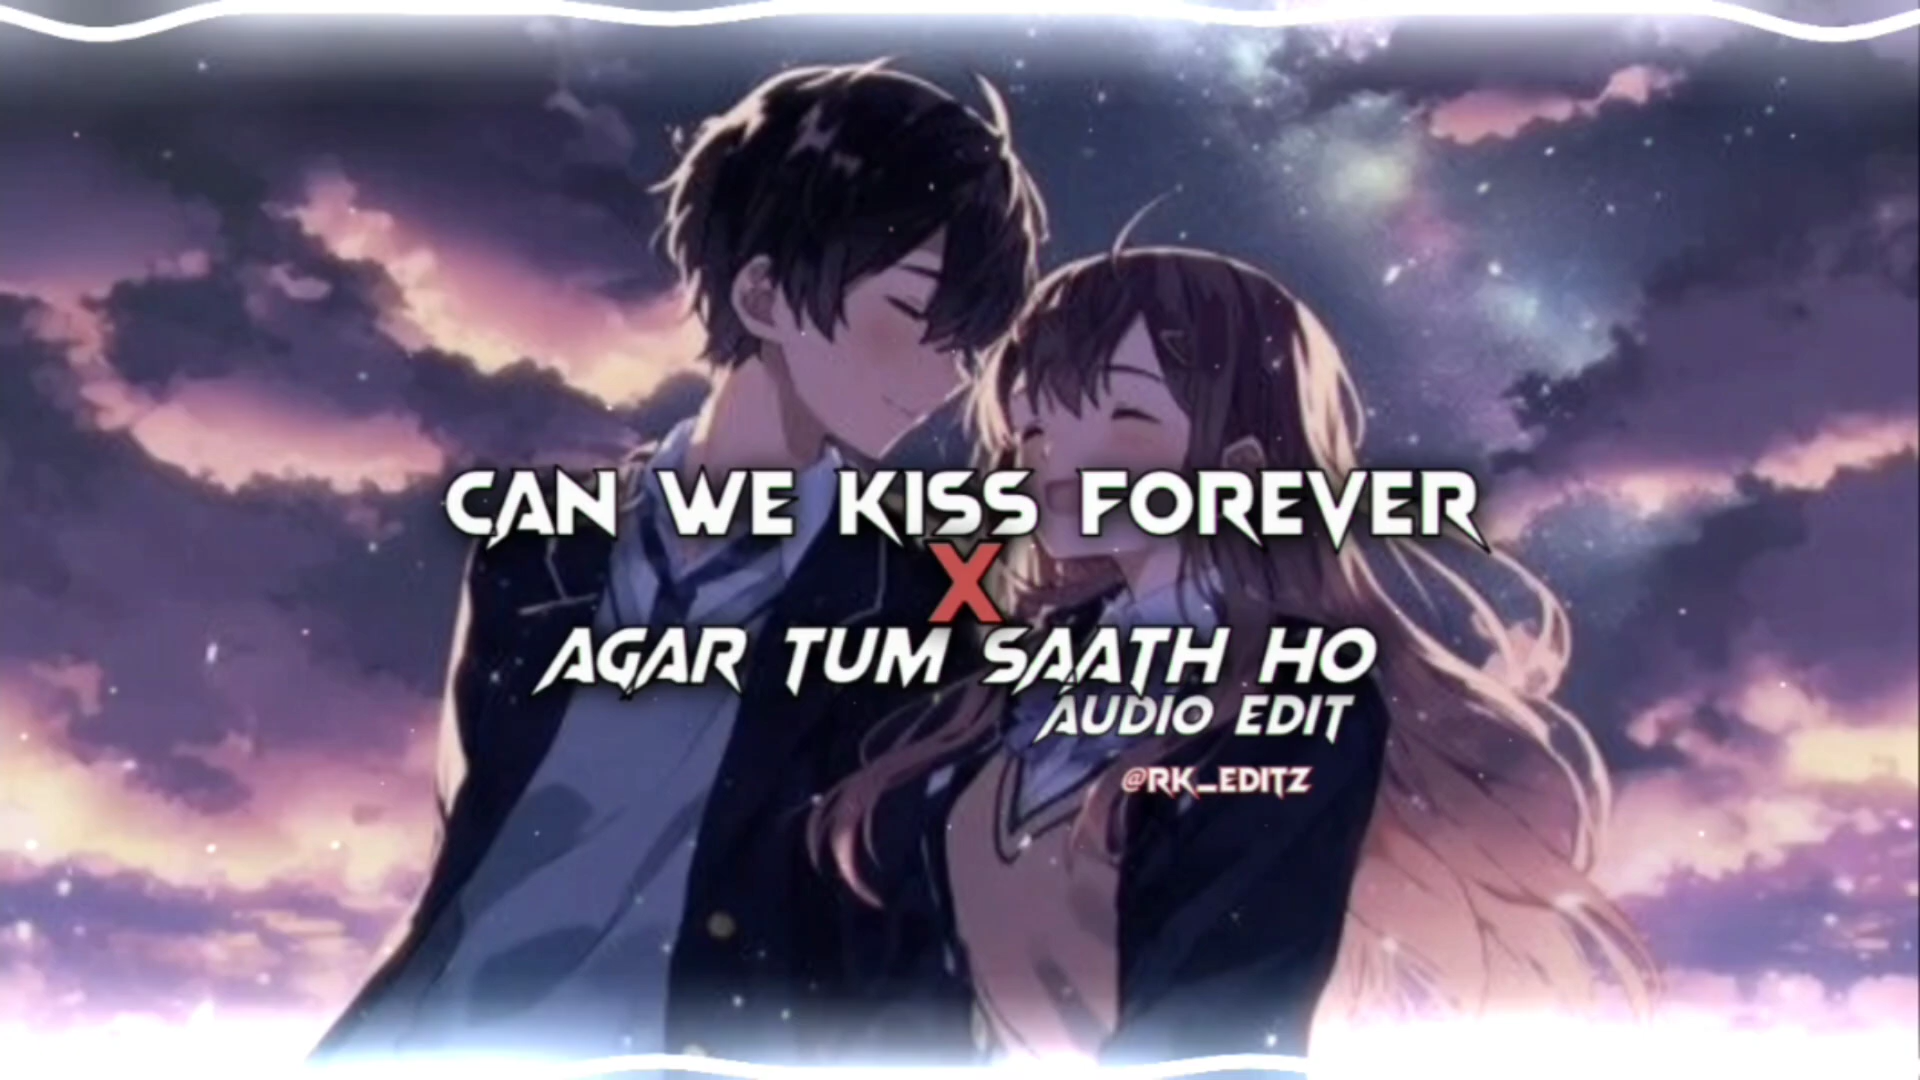 CAN WE KISS FOREVER
X
AGAR TUM SAATH HO
AUDIO EDIT
@RK_EDITZ